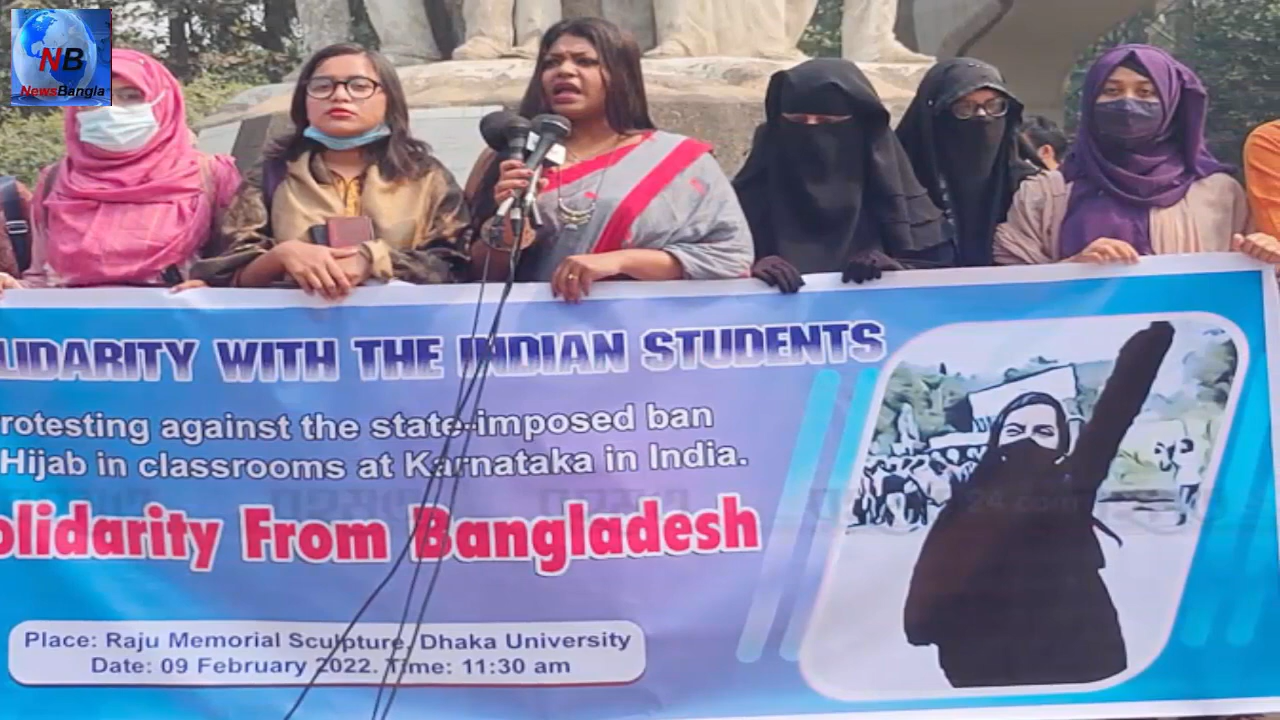 NB
NewsBangla
LIDARITY WITH THE INDIAN STUDENTS
rotesting against the state-imposed ban
Hijab in classrooms at Karnataka in India.
olidarity From Bangladesh
Place: Raju Memorial Sculpture, Dhaka University
Date: 09 February 2022. Time: 11:30 am